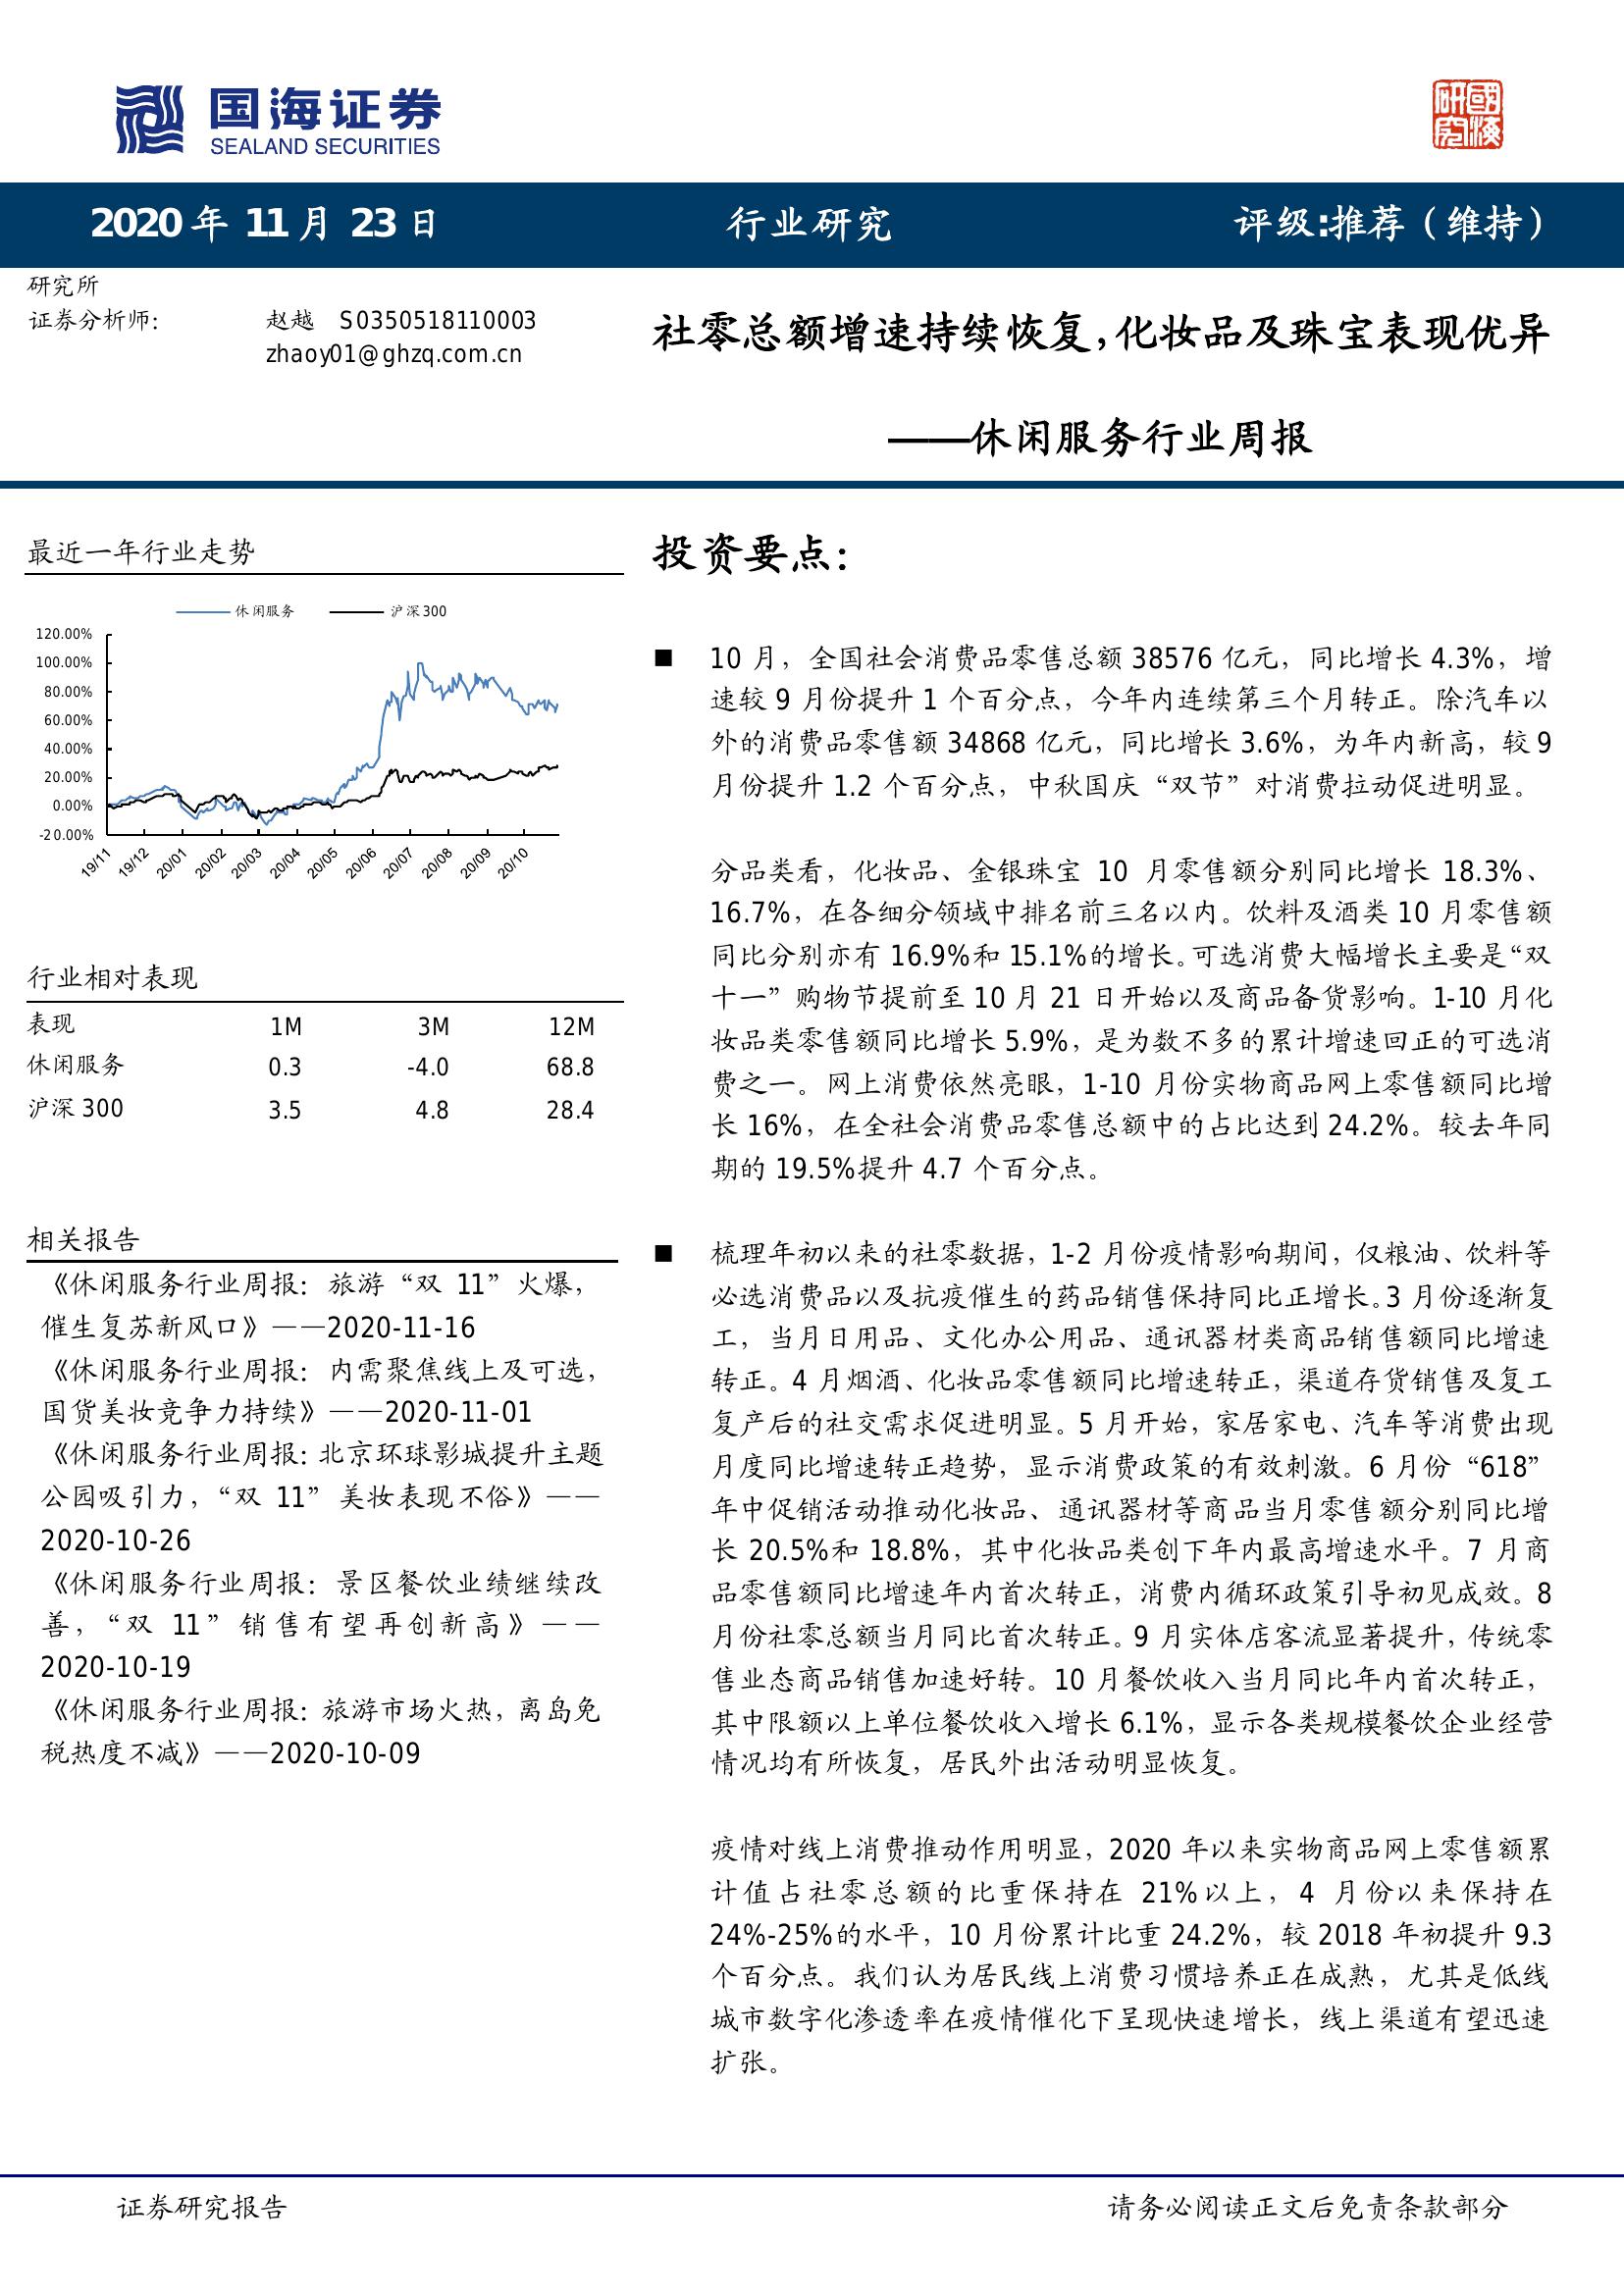 国海证券
SEALAND SECURITIES
國海研究
2020 年 11 月 23 日
行业研究
评级:推荐（维持）
研究所
证券分析师：
赵越 S0350518110003
zhaoy01@ghzq.com.cn
社零总额增速持续恢复，化妆品及珠宝表现优异
——休闲服务行业周报
最近一年行业走势
休闲服务 沪深300
120.00%
100.00%
80.00%
60.00%
40.00%
20.00%
0.00%
-20.00%
19/11 19/12 20/01 20/02 20/03 20/04 20/05 20/06 20/07 20/08 20/09 20/10
行业相对表现
表现 1M 3M 12M
休闲服务 0.3 -4.0 68.8
沪深 300 3.5 4.8 28.4
相关报告
《休闲服务行业周报：旅游“双 11”火爆，
催生复苏新风口》——2020-11-16
《休闲服务行业周报：内需聚焦线上及可选，
国货美妆竞争力持续》——2020-11-01
《休闲服务行业周报：北京环球影城提升主题
公园吸引力，“双 11”美妆表现不俗》——
2020-10-26
《休闲服务行业周报：景区餐饮业绩继续改
善，“双 11”销售有望再创新高》——
2020-10-19
《休闲服务行业周报：旅游市场火热，离岛免
税热度不减》——2020-10-09
投资要点：
■ 10 月，全国社会消费品零售总额 38576 亿元，同比增长 4.3%，增
速较 9 月份提升 1 个百分点，今年内连续第三个月转正。除汽车以
外的消费品零售额 34868 亿元，同比增长 3.6%，为年内新高，较 9
月份提升 1.2 个百分点，中秋国庆“双节”对消费拉动促进明显。
分品类看，化妆品、金银珠宝 10 月零售额分别同比增长 18.3%、
16.7%，在各细分领域中排名前三名以内。饮料及酒类 10 月零售额
同比分别亦有 16.9%和 15.1%的增长。可选消费大幅增长主要是“双
十一”购物节提前至 10 月 21 日开始以及商品备货影响。1-10 月化
妆品类零售额同比增长 5.9%，是为数不多的累计增速回正的可选消
费之一。网上消费依然亮眼，1-10 月份实物商品网上零售额同比增
长 16%，在全社会消费品零售总额中的占比达到 24.2%。较去年同
期的 19.5%提升 4.7 个百分点。
■ 梳理年初以来的社零数据，1-2 月份疫情影响期间，仅粮油、饮料等
必选消费品以及抗疫催生的药品销售保持同比正增长。3 月份逐渐复
工，当月日用品、文化办公用品、通讯器材类商品销售额同比增速
转正。4 月烟酒、化妆品零售额同比增速转正，渠道存货销售及复工
复产后的社交需求促进明显。5 月开始，家居家电、汽车等消费出现
月度同比增速转正趋势，显示消费政策的有效刺激。6 月份“618”
年中促销活动推动化妆品、通讯器材等商品当月零售额分别同比增
长 20.5%和 18.8%，其中化妆品类创下年内最高增速水平。7 月商
品零售额同比增速年内首次转正，消费内循环政策引导初见成效。8
月份社零总额当月同比首次转正。9 月实体店客流显著提升，传统零
售业态商品销售加速好转。10 月餐饮收入当月同比年内首次转正，
其中限额以上单位餐饮收入增长 6.1%，显示各类规模餐饮企业经营
情况均有所恢复，居民外出活动明显恢复。
疫情对线上消费推动作用明显，2020 年以来实物商品网上零售额累
计值占社零总额的比重保持在 21%以上，4 月份以来保持在
24%-25%的水平，10 月份累计比重 24.2%，较 2018 年初提升 9.3
个百分点。我们认为居民线上消费习惯培养正在成熟，尤其是低线
城市数字化渗透率在疫情催化下呈现快速增长，线上渠道有望迅速
扩张。
证券研究报告
请务必阅读正文后免责条款部分